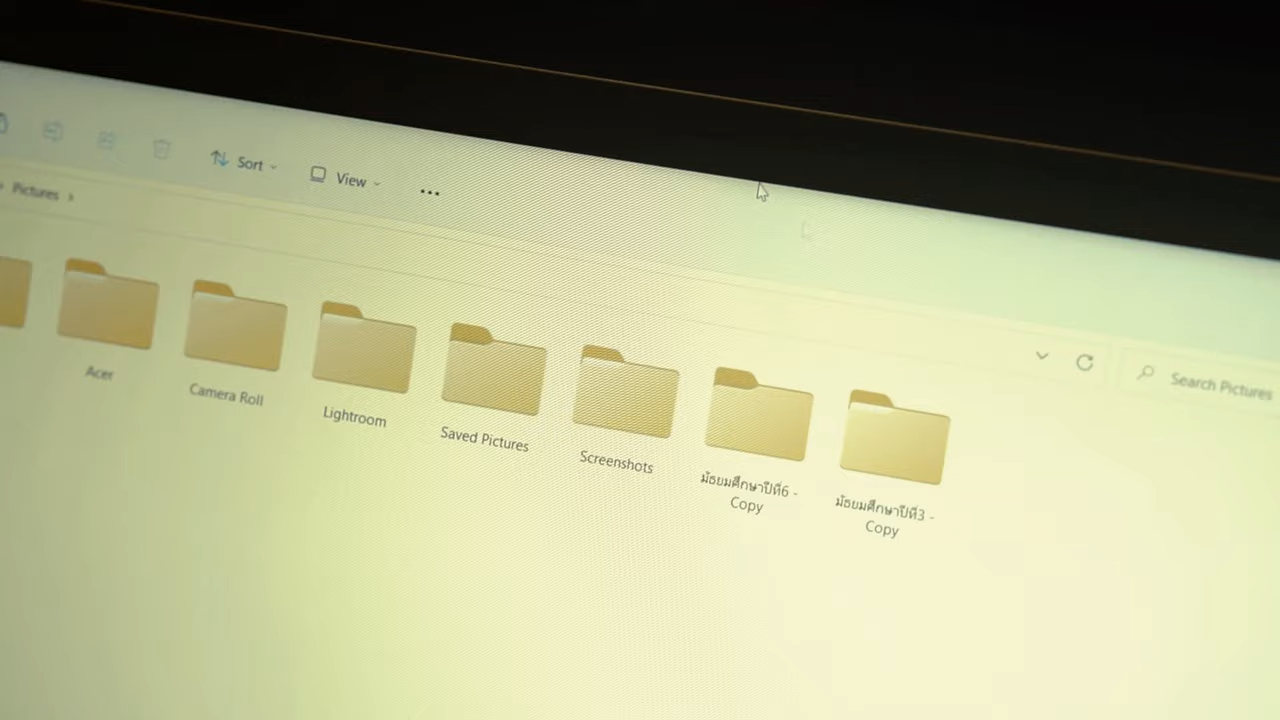 Sort
View
Pictures
Search Pictures
Acer
Camera Roll
Lightroom
Saved Pictures
Screenshots
มัธยมศึกษาปีที่6 -
Copy
มัธยมศึกษาปีที่3 -
Copy